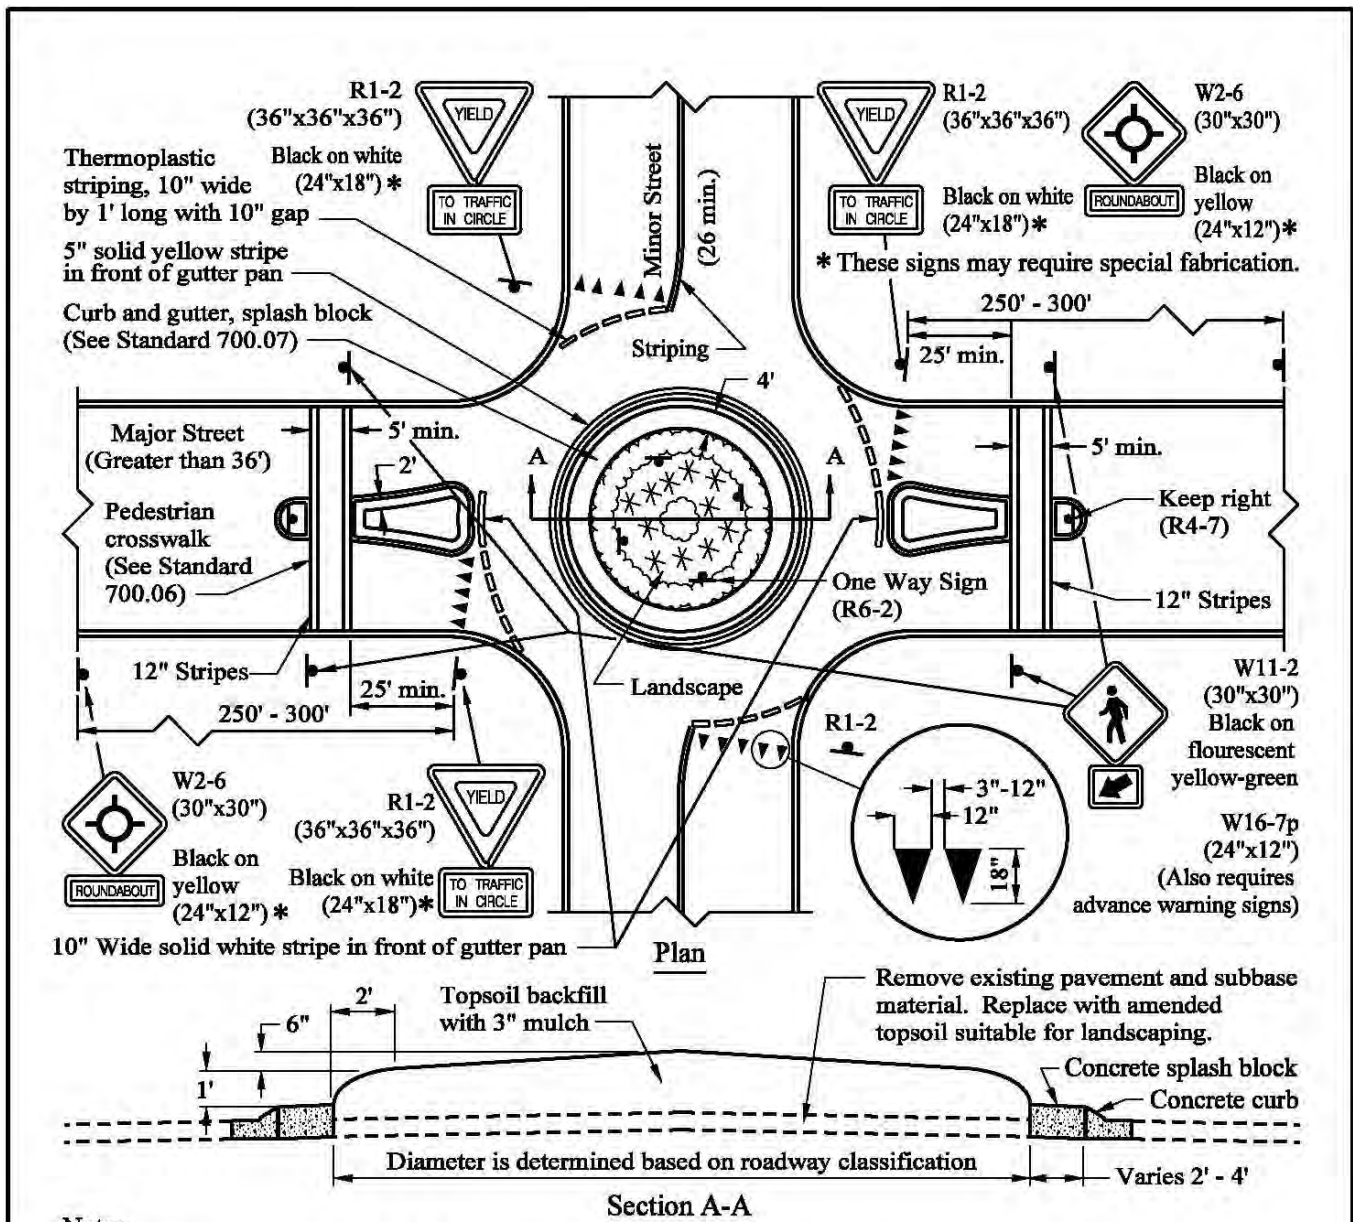 R1-2
(36"x36"x36")
YIELD
Black on white
(24"x18") *
TO TRAFFIC
IN CIRCLE
Thermoplastic
striping, 10" wide
by 1' long with 10" gap
5" solid yellow stripe
in front of gutter pan
Curb and gutter, splash block
(See Standard 700.07)
Minor Street
(26 min.)
Striping
YIELD
R1-2
(36"x36"x36")
TO TRAFFIC
IN CIRCLE
Black on white
(24"x18")*
W2-6
(30"x30")
ROUNDABOUT
Black on
yellow
(24"x12")*
* These signs may require special fabrication.
250' - 300'
25' min.
4'
Major Street
(Greater than 36')
5' min.
2'
A
A
5' min.
Pedestrian
crosswalk
(See Standard
700.06)
Keep right
(R4-7)
One Way Sign
(R6-2)
12" Stripes
12" Stripes
Landscape
25' min.
250' - 300'
W11-2
(30"x30")
Black on
flourescent
yellow-green
R1-2
W2-6
(30"x30")
ROUNDABOUT
Black on
yellow
(24"x12") *
R1-2
(36"x36"x36")
YIELD
Black on white
(24"x18")*
TO TRAFFIC
IN CIRCLE
3"-12"
12"
18"
W16-7p
(24"x12")
(Also requires
advance warning signs)
10" Wide solid white stripe in front of gutter pan
Plan
2'
6"
1'
Topsoil backfill
with 3" mulch
Remove existing pavement and subbase
material. Replace with amended
topsoil suitable for landscaping.
Concrete splash block
Concrete curb
Diameter is determined based on roadway classification
Varies 2' - 4'
Section A-A